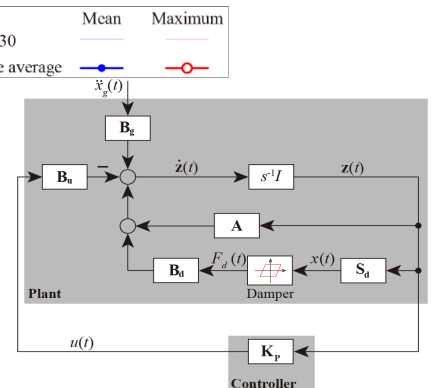 Mean Maximum
30
e average
ẍg(t)
Bg
Bu − ż(t) s⁻¹I z(t)
A
Fd (t) x(t)
Bd Sd
Plant Damper
u(t) KP
Controller